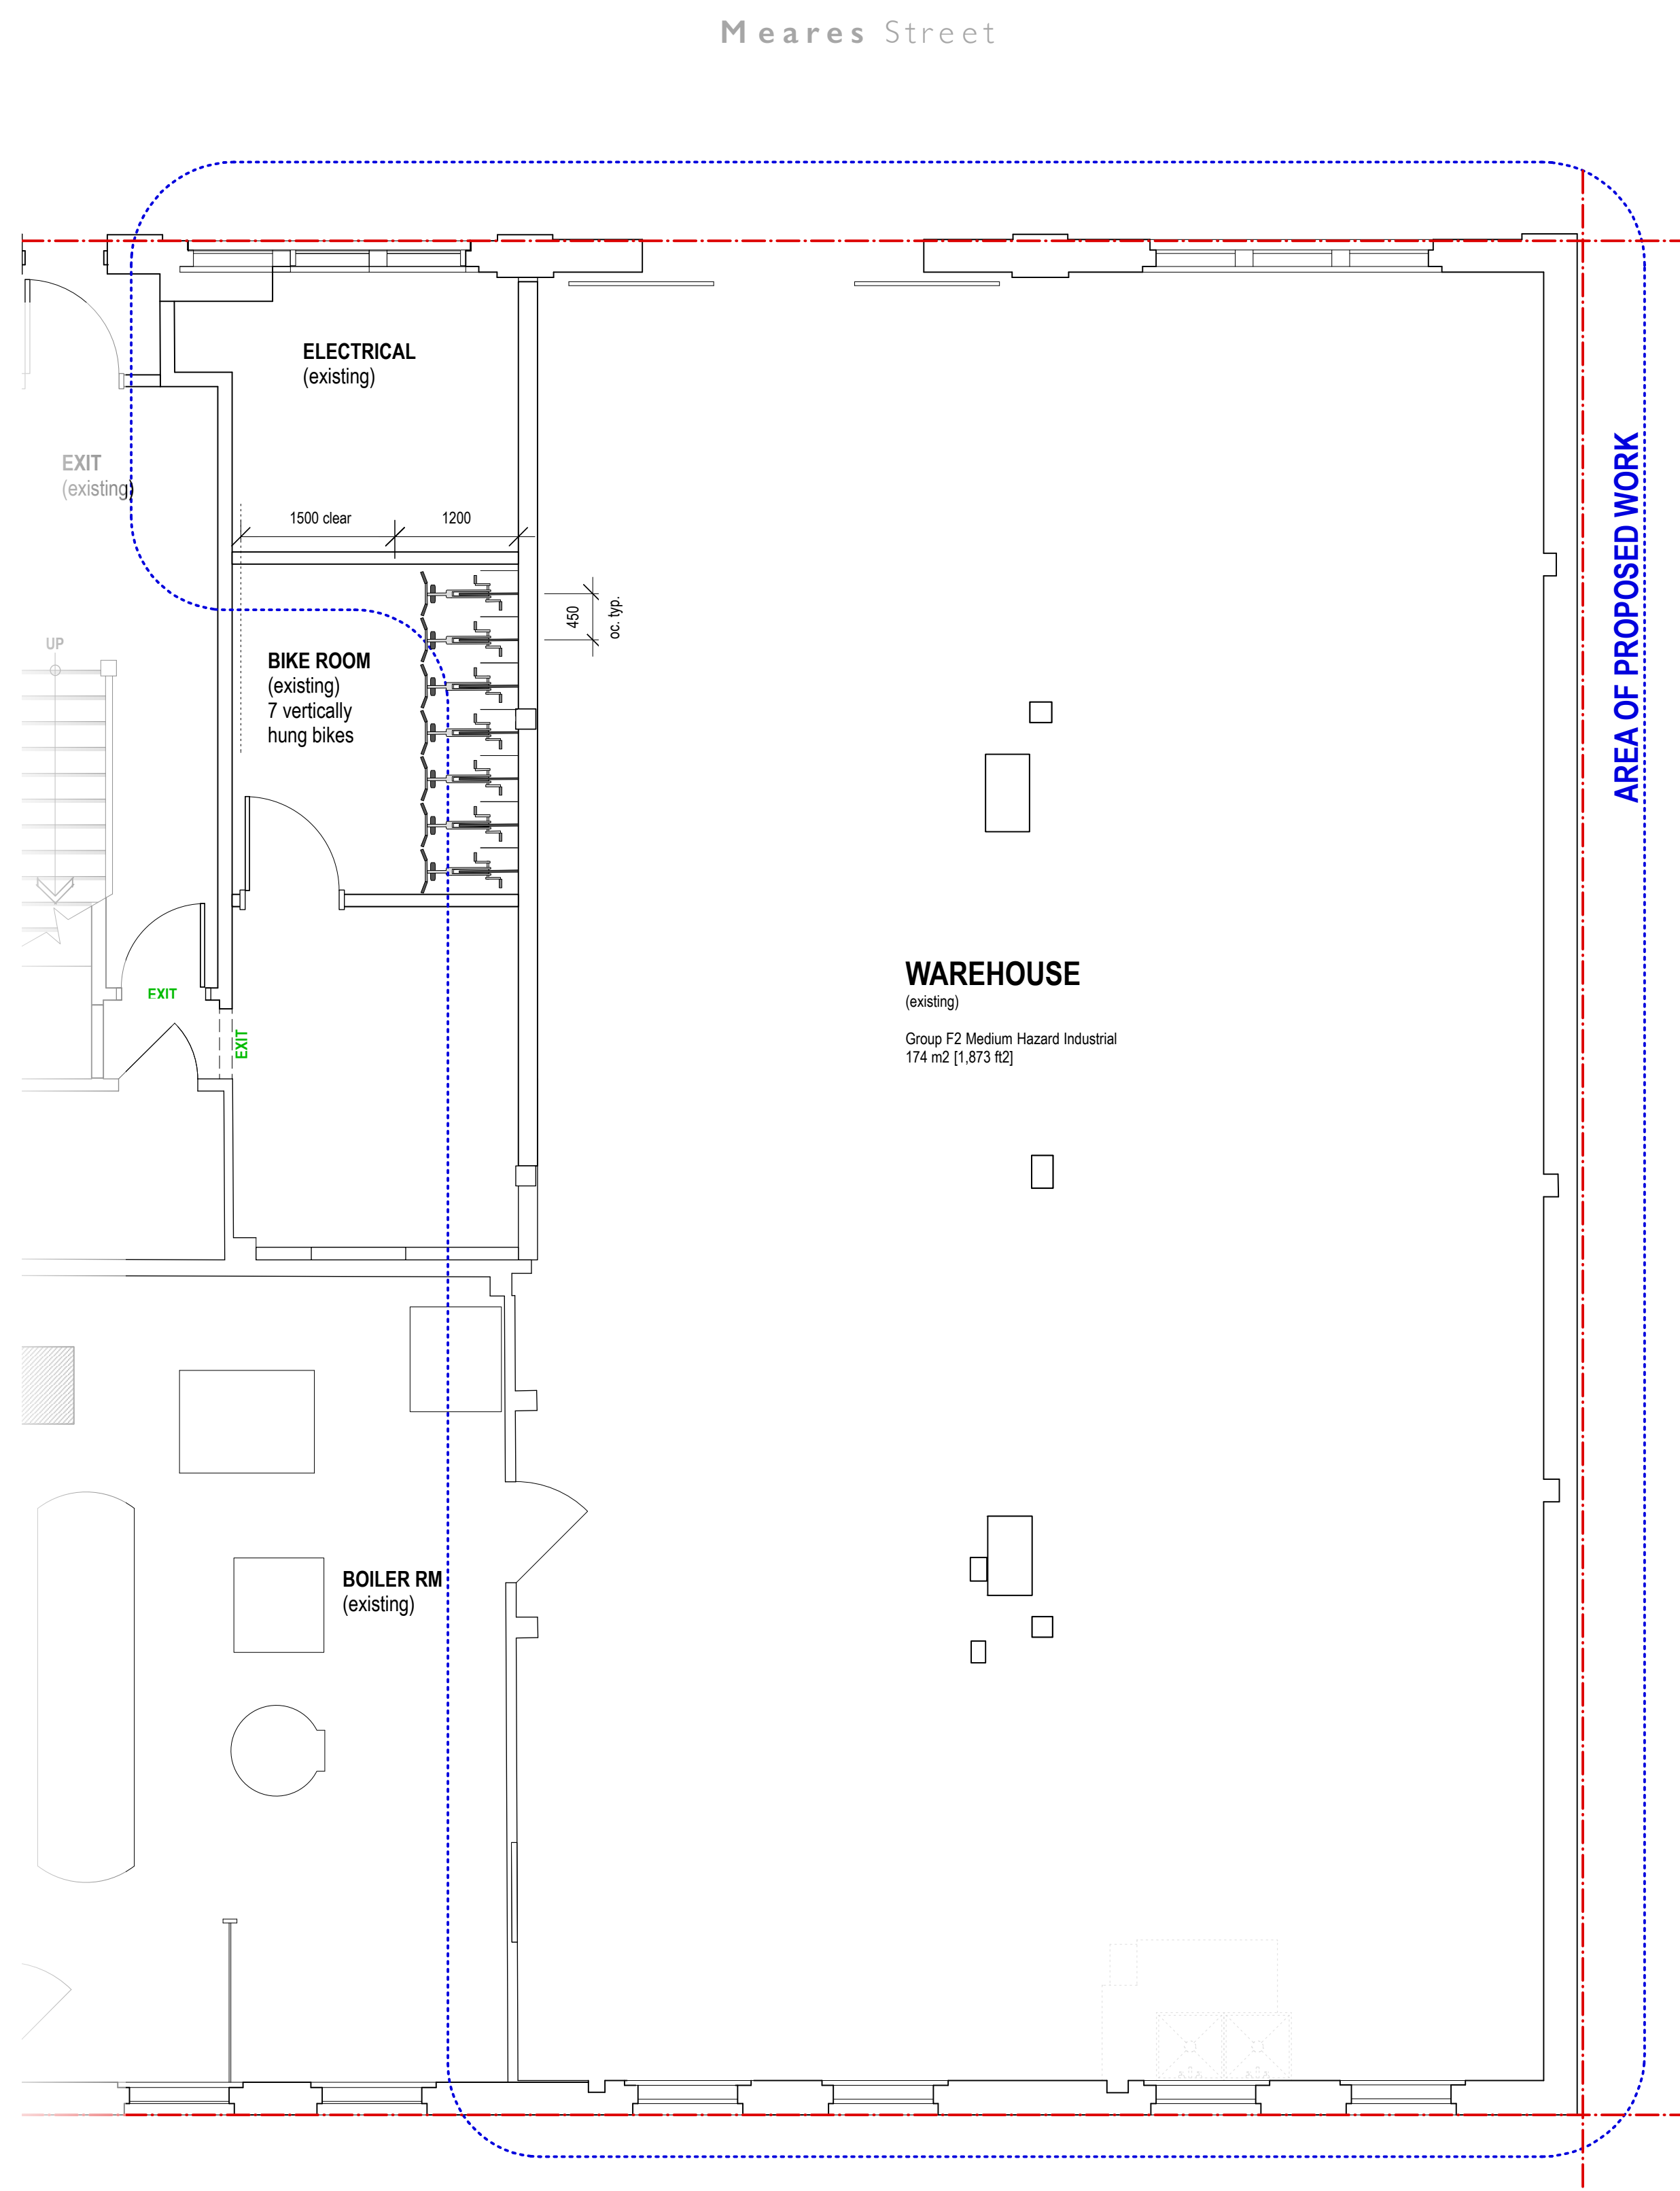 Meares Street
ELECTRICAL
(existing)
EXIT
(existing)
1500 clear
1200
450
oc. typ.
AREA OF PROPOSED WORK
UP
BIKE ROOM
(existing)
7 vertically
hung bikes
WAREHOUSE
(existing)
Group F2 Medium Hazard Industrial
174 m2 [1,873 ft2]
EXIT
EXIT
BOILER RM
(existing)